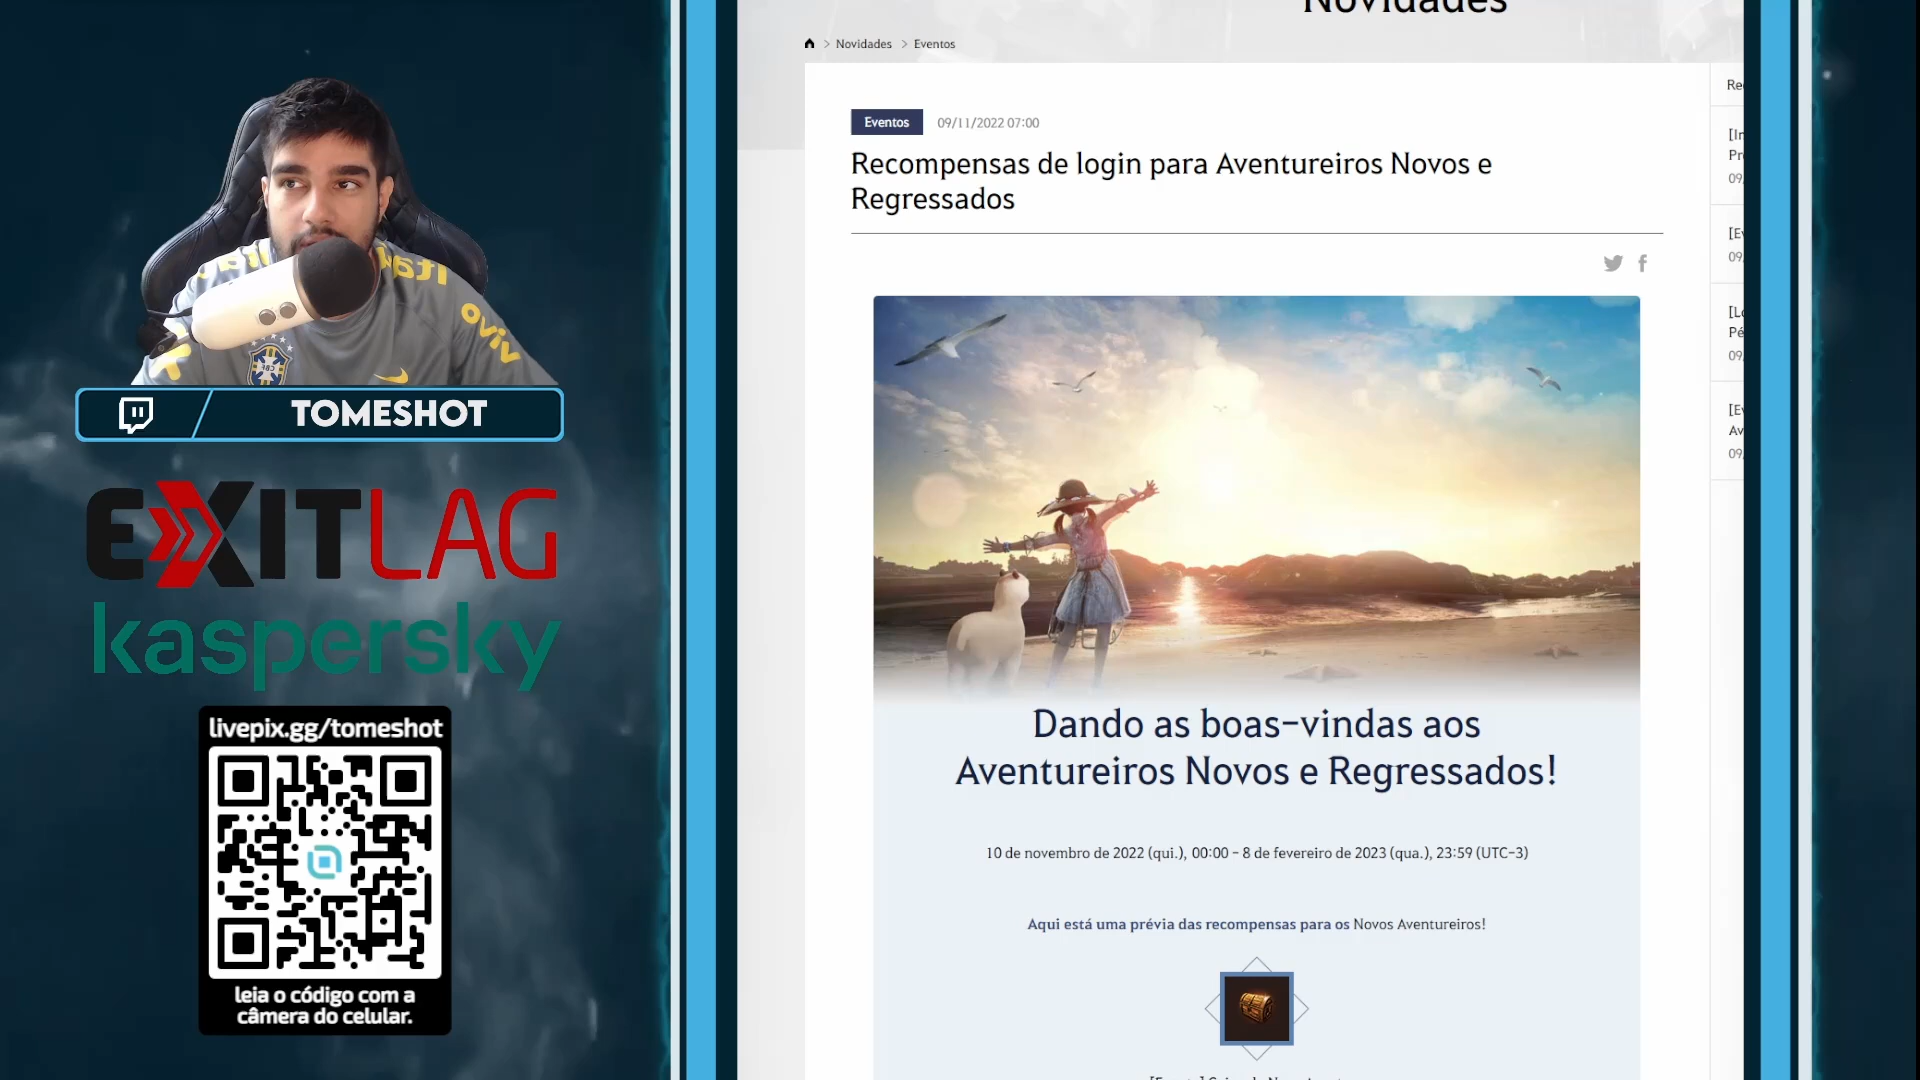 Novidades
Novidades
Eventos
Eventos
09/11/2022 07:00
Recompensas de login para Aventureiros Novos e
Regressados
Dando as boas-vindas aos
Aventureiros Novos e Regressados!
10 de novembro de 2022 (qui.), 00:00 - 8 de fevereiro de 2023 (qua.), 23:59 (UTC-3)
Aqui está uma prévia das recompensas para os Novos Aventureiros!
TOMESHOT
EXITLAG
kaspersky
livepix.gg/tomeshot
leia o código com a
câmera do celular.
oviv
CBF